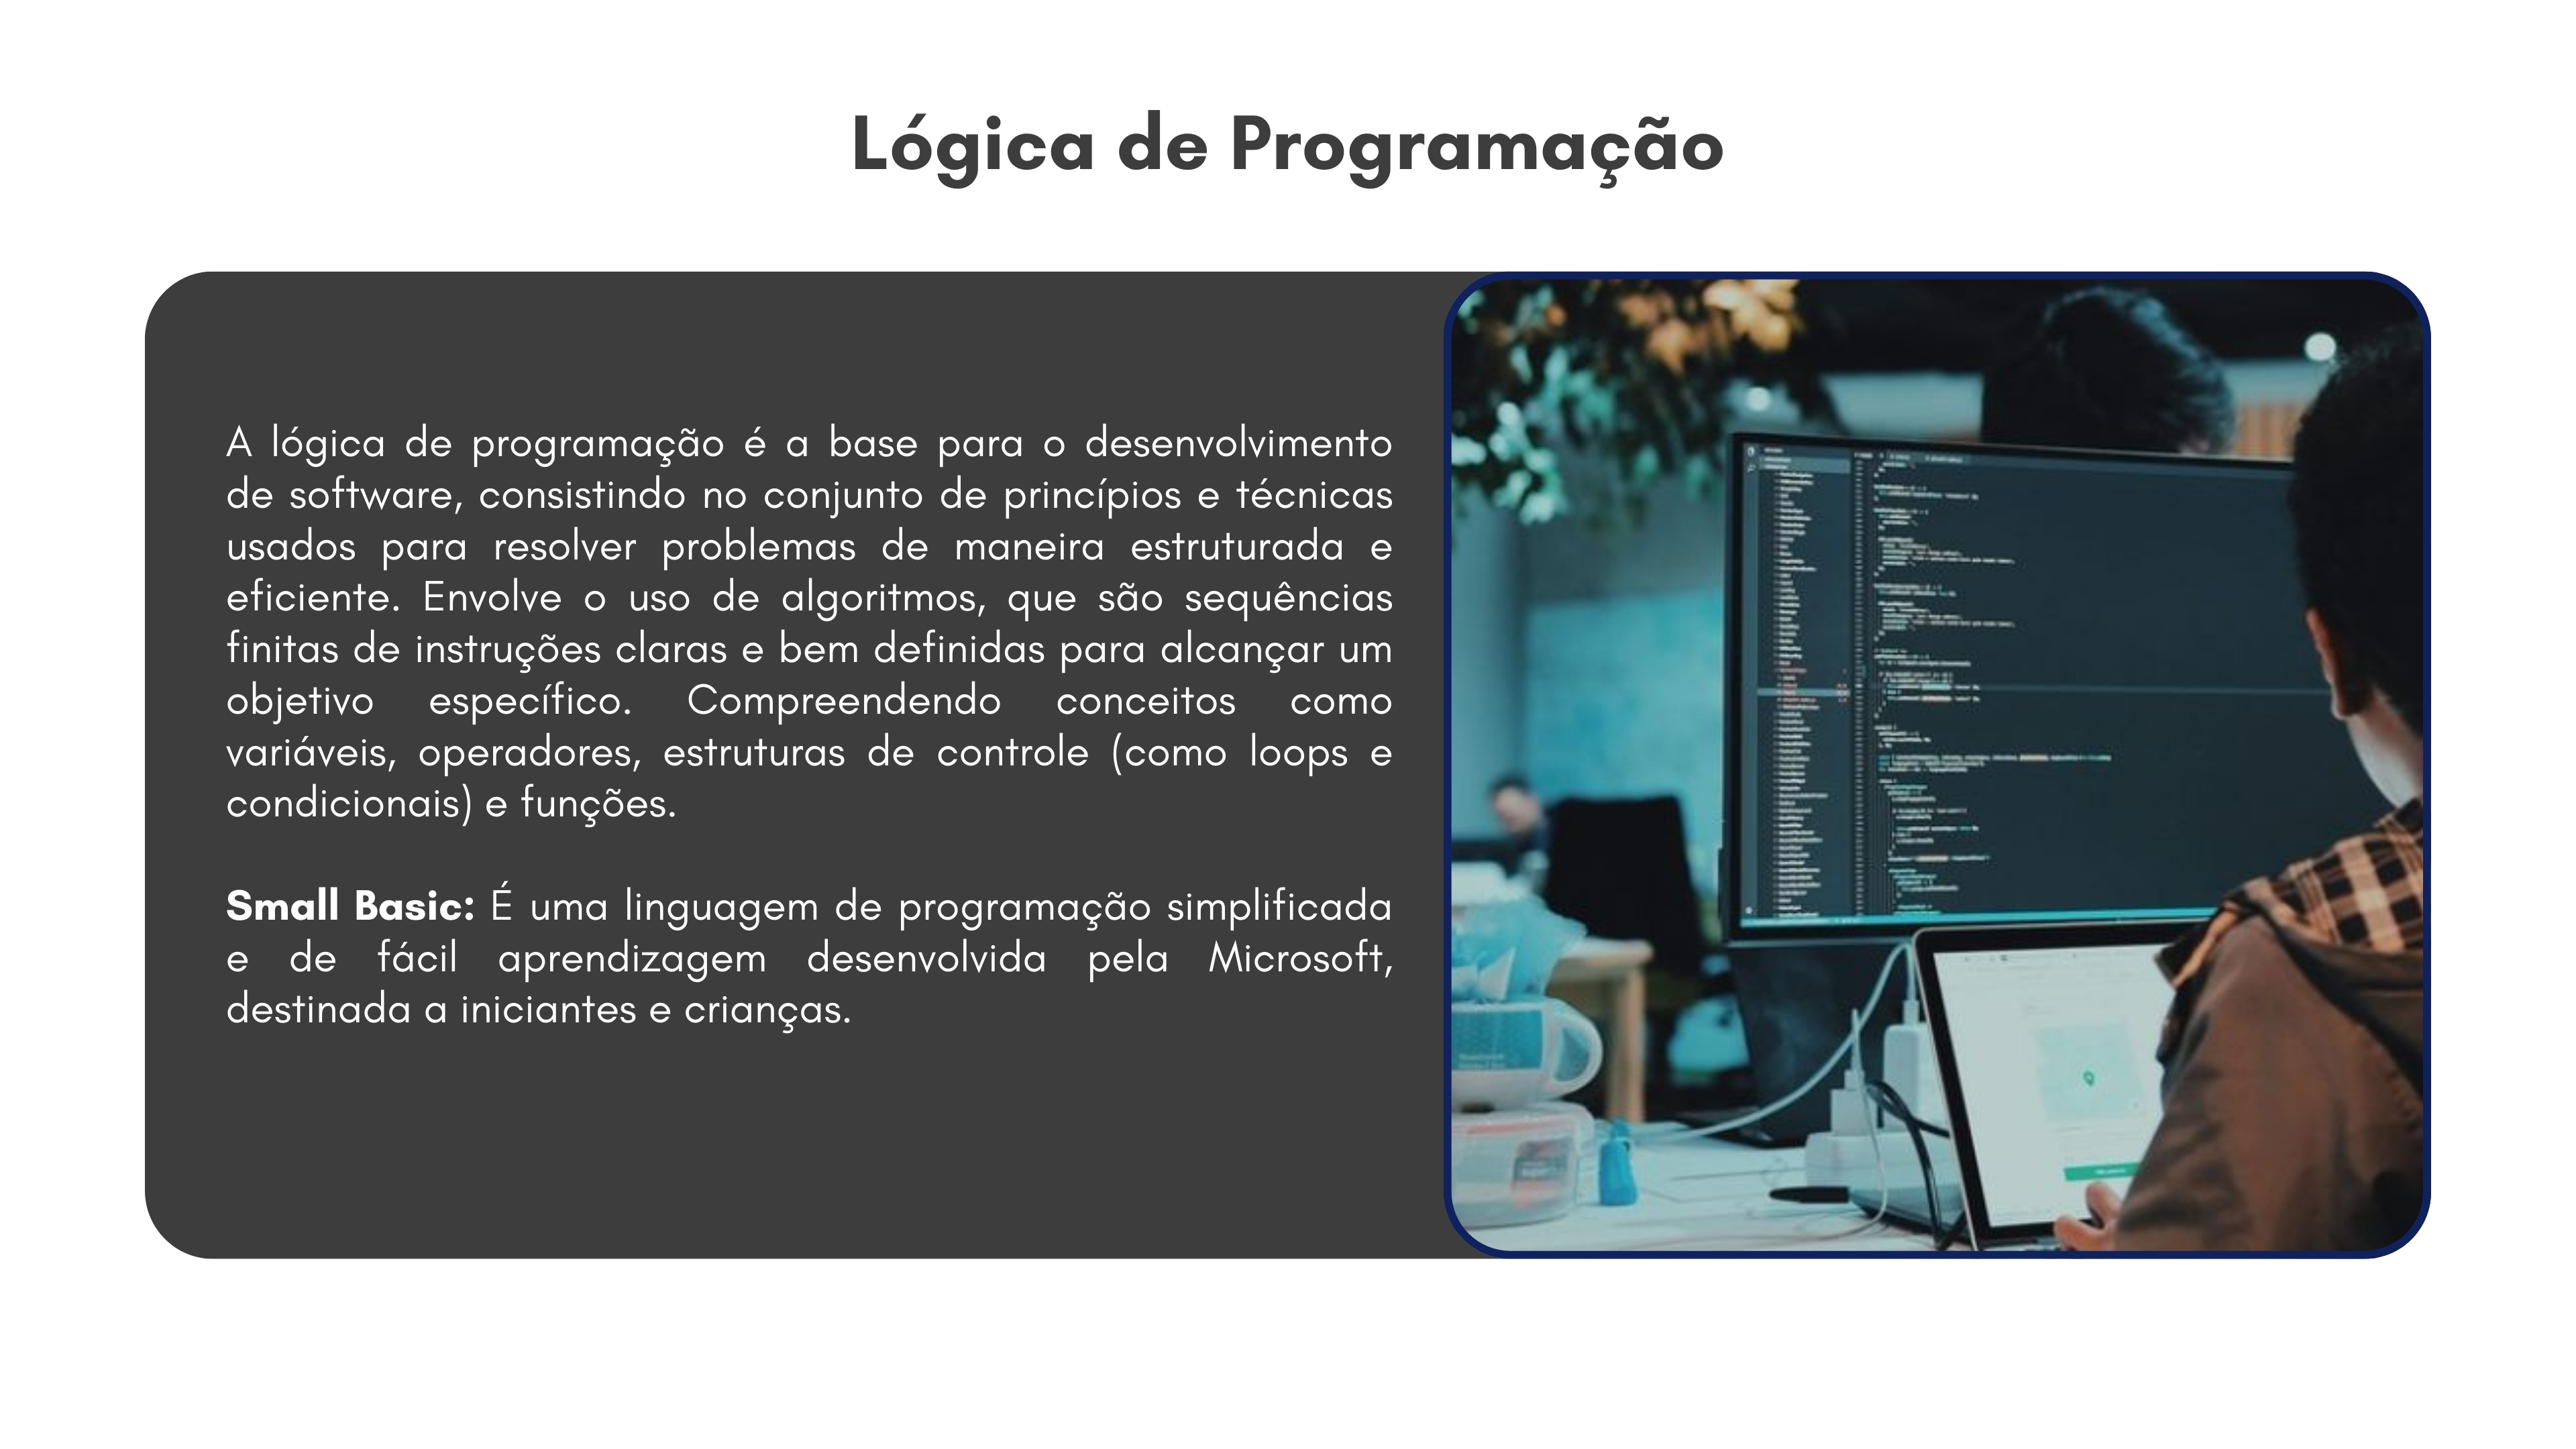 Lógica de Programação
A lógica de programação é a base para o desenvolvimento
de software, consistindo no conjunto de princípios e técnicas
usados para resolver problemas de maneira estruturada e
eficiente. Envolve o uso de algoritmos, que são sequências
finitas de instruções claras e bem definidas para alcançar um
objetivo específico. Compreendendo conceitos como
variáveis, operadores, estruturas de controle (como loops e
condicionais) e funções.
Small Basic: É uma linguagem de programação simplificada
e de fácil aprendizagem desenvolvida pela Microsoft,
destinada a iniciantes e crianças.